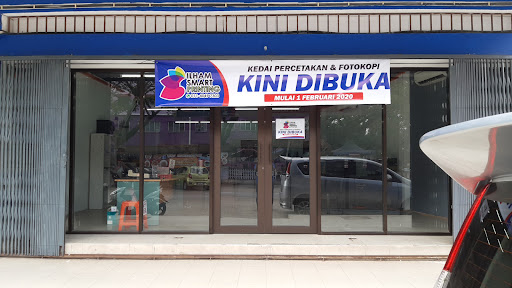 ILHAM
SMART
PRINTING
KEDAI PERCETAKAN & FOTOKOPI
KINI DIBUKA
MULAI 1 FEBRUARI 2020
KINI DIBUKA